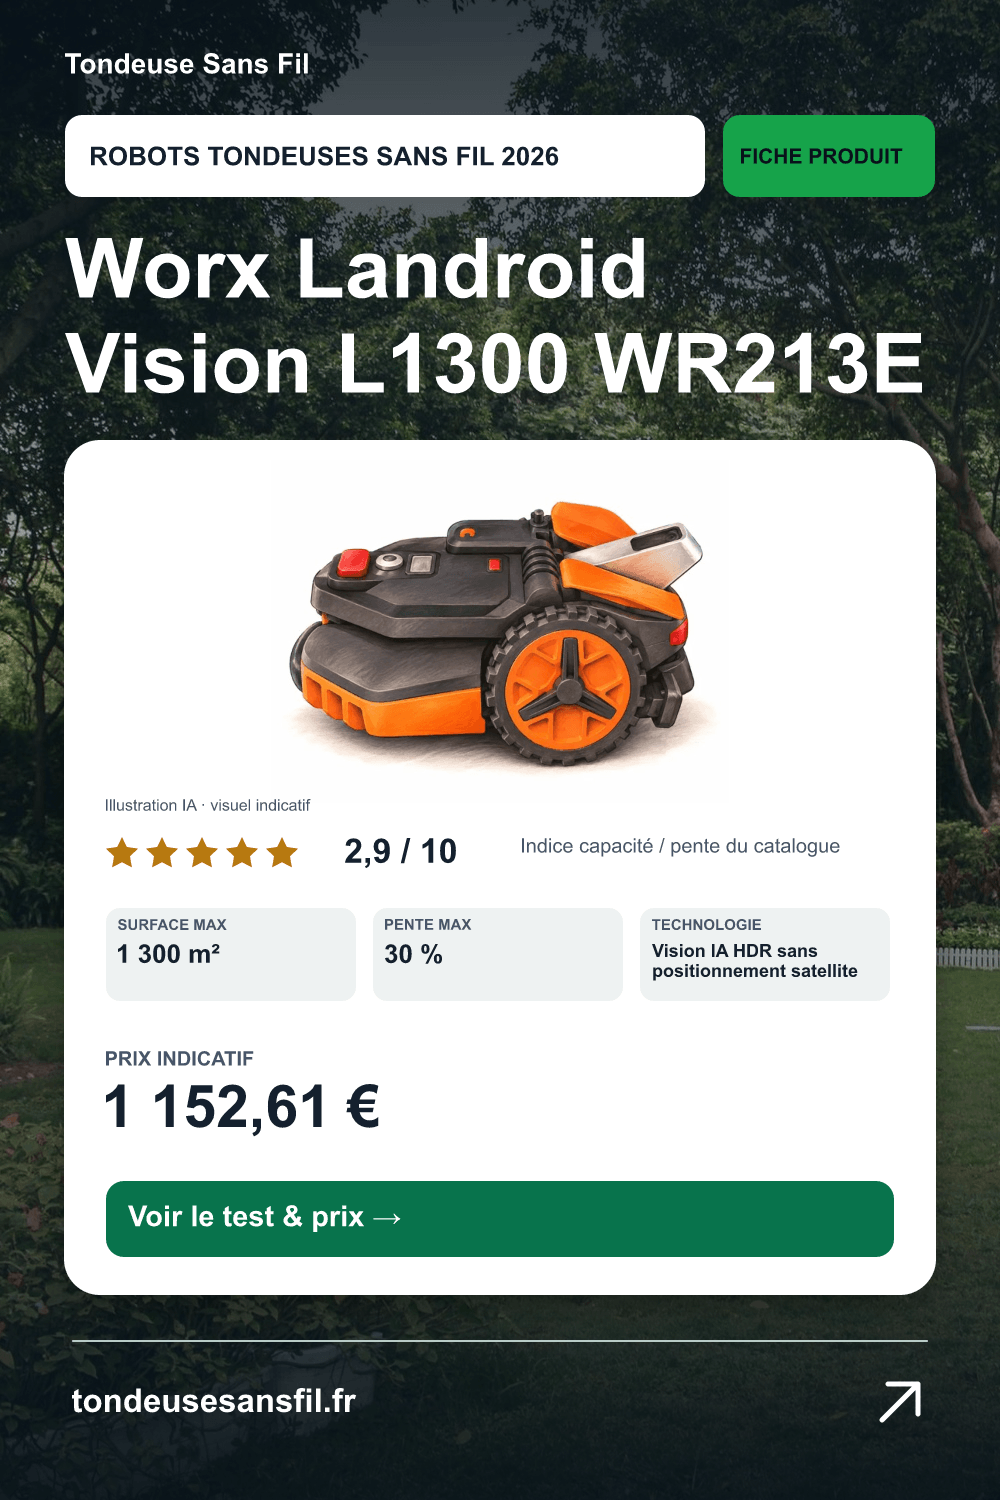 Tondeuse Sans Fil
ROBOTS TONDEUSES SANS FIL 2026
FICHE PRODUIT
Worx Landroid
Vision L1300 WR213E
Illustration IA · visuel indicatif
2,9 / 10
Indice capacité / pente du catalogue
SURFACE MAX
1 300 m²
PENTE MAX
30 %
TECHNOLOGIE
Vision IA HDR sans
positionnement satellite
PRIX INDICATIF
1 152,61 €
Voir le test & prix →
tondeusesansfil.fr